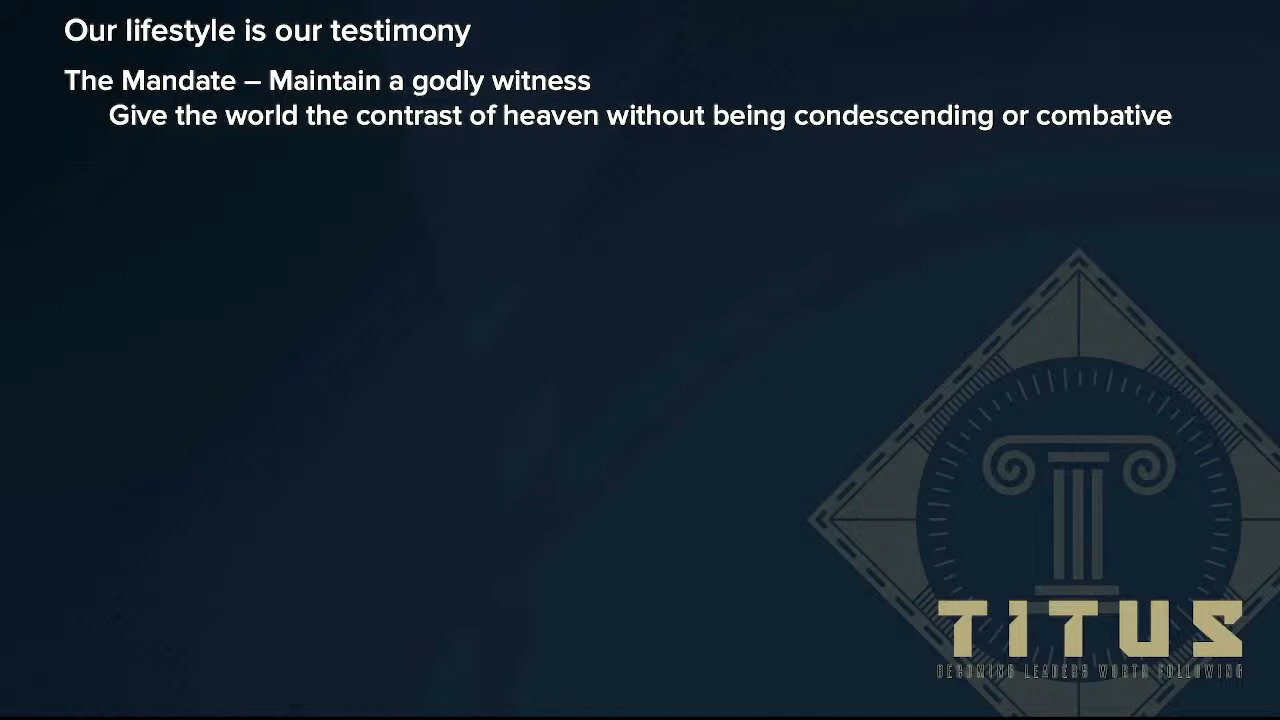 Our lifestyle is our testimony
The Mandate – Maintain a godly witness
Give the world the contrast of heaven without being condescending or combative
TITUS
BECOMING LEADERS WORTH FOLLOWING